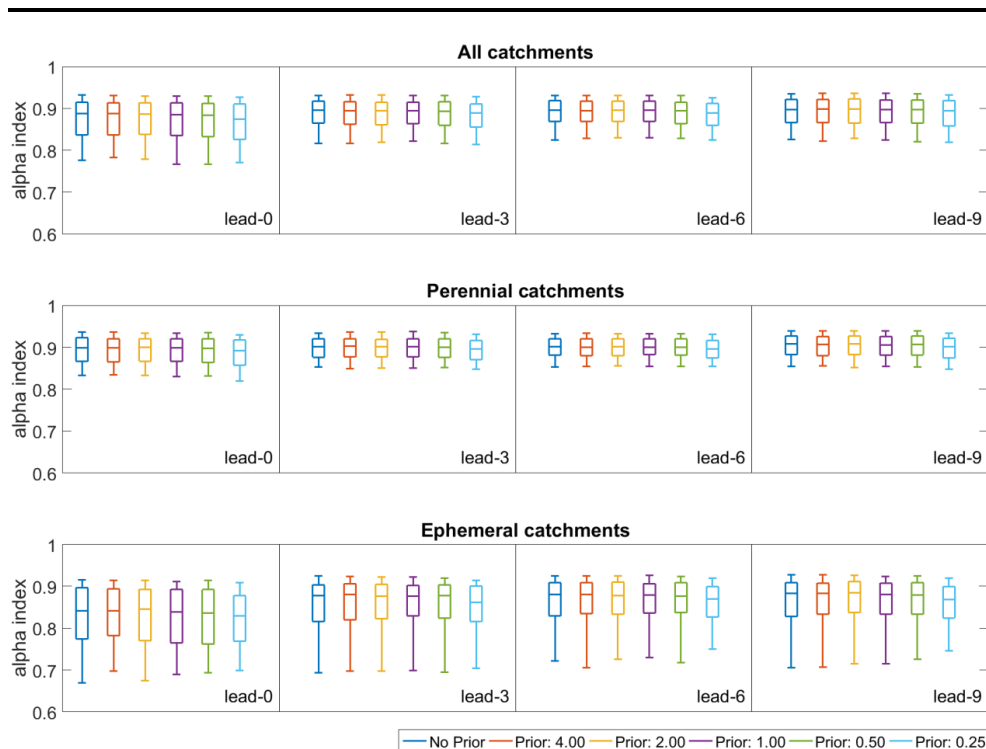 All catchments
1
0.9
0.8
0.7
0.6
alpha index
lead-0
lead-3
lead-6
lead-9
Perennial catchments
1
0.9
0.8
0.7
0.6
alpha index
lead-0
lead-3
lead-6
lead-9
Ephemeral catchments
1
0.9
0.8
0.7
0.6
alpha index
lead-0
lead-3
lead-6
lead-9
No Prior Prior: 4.00 Prior: 2.00 Prior: 1.00 Prior: 0.50 Prior: 0.25